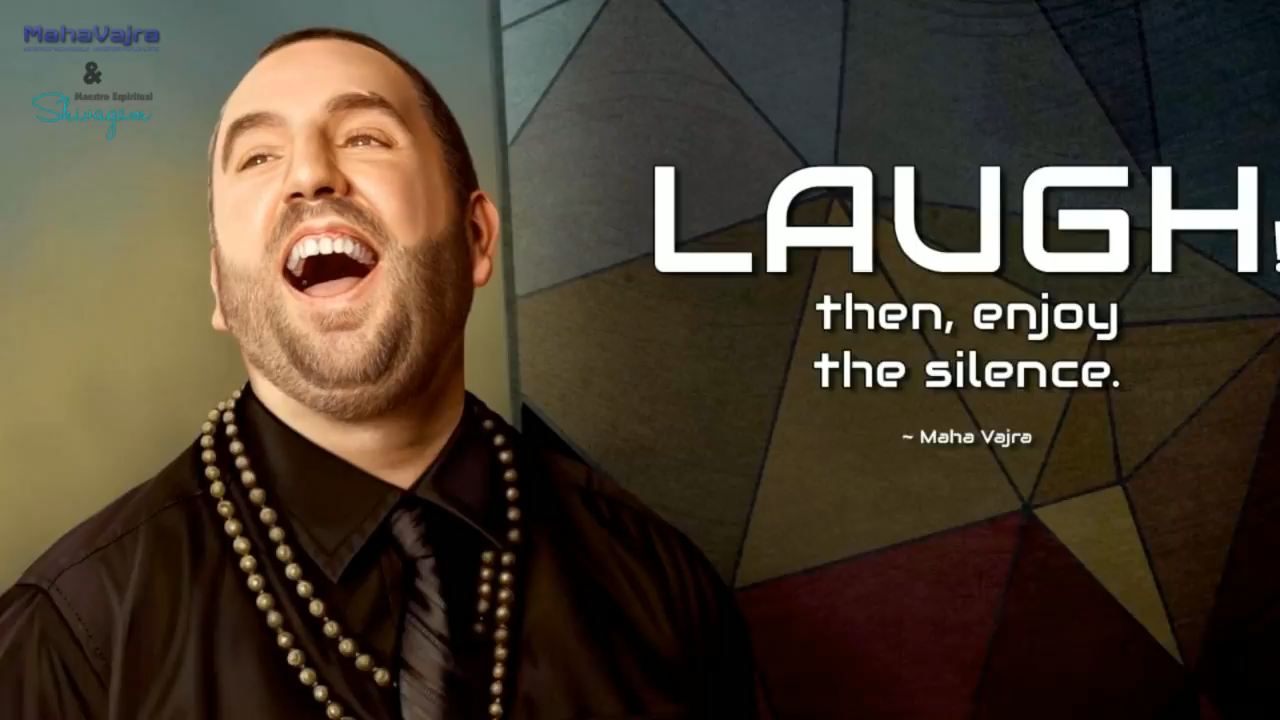 MahaVajra
&
Maestro Espiritual
Shivagam
LAUGH!
then, enjoy
the silence.
~ Maha Vajra